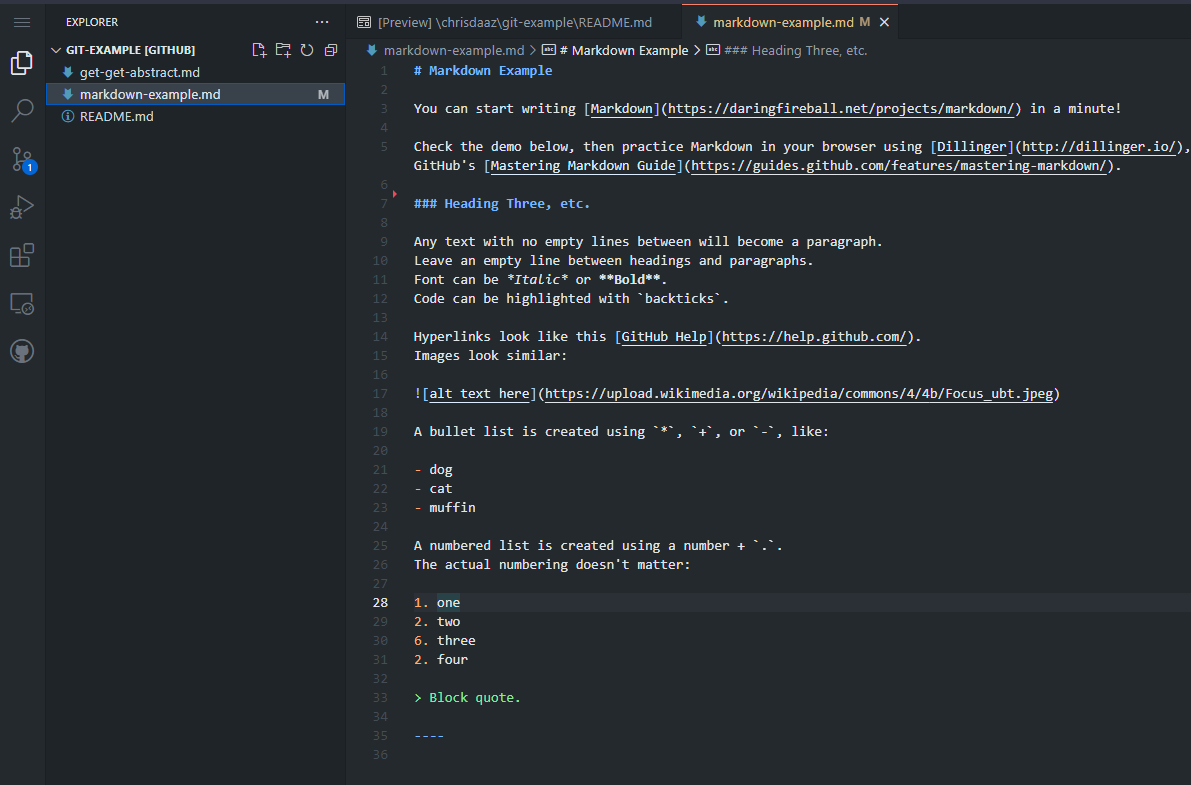 EXPLORER ...
GIT-EXAMPLE [GITHUB]
get-get-abstract.md
markdown-example.md M
README.md
1
[Preview] \chrisdaaz\git-example\README.md
markdown-example.md M
markdown-example.md > # Markdown Example > ### Heading Three, etc.
1 # Markdown Example
2
3 You can start writing [Markdown](https://daringfireball.net/projects/markdown/) in a minute!
4
5 Check the demo below, then practice Markdown in your browser using [Dillinger](http://dillinger.io/),
GitHub's [Mastering Markdown Guide](https://guides.github.com/features/mastering-markdown/).
6
7 ### Heading Three, etc.
8
9 Any text with no empty lines between will become a paragraph.
10 Leave an empty line between headings and paragraphs.
11 Font can be *Italic* or **Bold**.
12 Code can be highlighted with `backticks`.
13
14 Hyperlinks look like this [GitHub Help](https://help.github.com/).
15 Images look similar:
16
17 ![alt text here](https://upload.wikimedia.org/wikipedia/commons/4/4b/Focus_ubt.jpeg)
18
19 A bullet list is created using `*`, `+`, or `-`, like:
20
21 - dog
22 - cat
23 - muffin
24
25 A numbered list is created using a number + `.`.
26 The actual numbering doesn't matter:
27
28 1. one
29 2. two
30 6. three
31 2. four
32
33 > Block quote.
34
35 ----
36